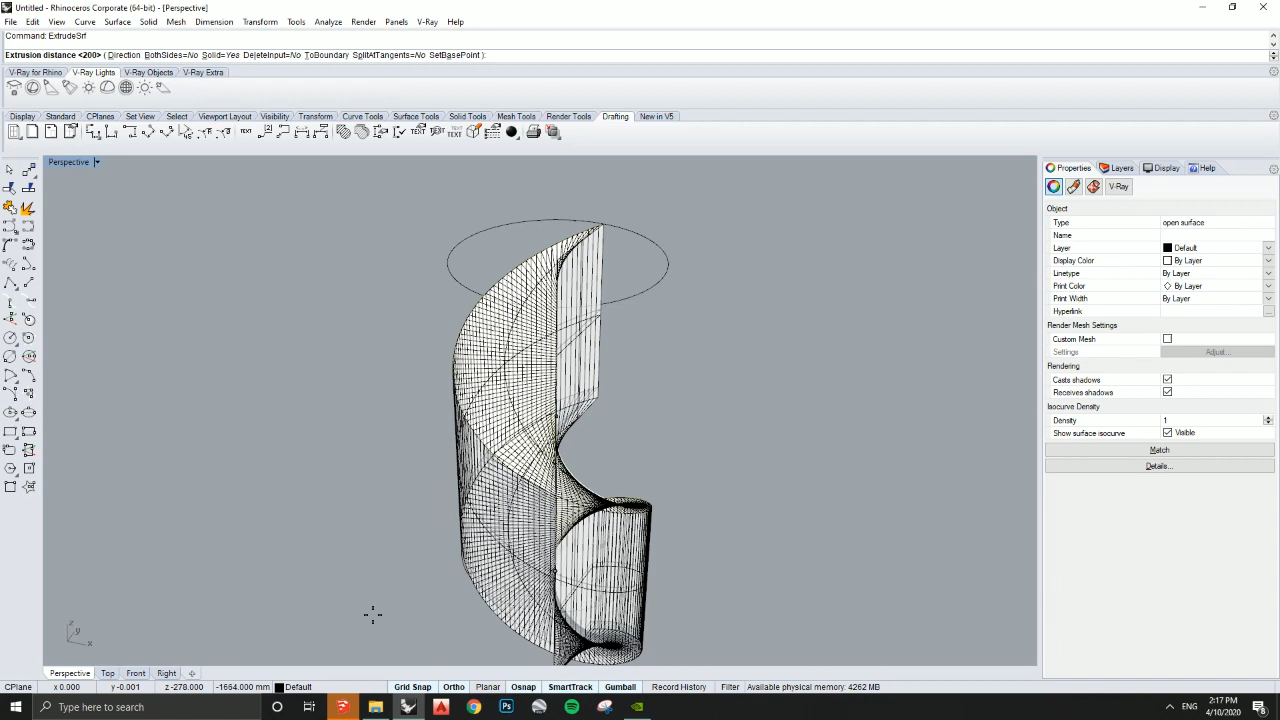 Untitled - Rhinoceros Corporate (64-bit) - [Perspective]
File Edit View Curve Surface Solid Mesh Dimension Transform Tools Analyze Render Panels V-Ray Help
Command: ExtrudeSrf
Extrusion distance <200> ( Direction BothSides=No Solid=Yes DeleteInput=No ToBoundary SplitAtTangents=No SetBasePoint ):
V-Ray for Rhino V-Ray Lights V-Ray Objects V-Ray Extra
Display Standard CPlanes Set View Select Viewport Layout Visibility Transform Curve Tools Surface Tools Solid Tools Mesh Tools Render Tools Drafting New in V5
Perspective
Properties Layers Display Help
V-Ray
Object
Type open surface
Name
Layer Default
Display Color By Layer
Linetype By Layer
Print Color By Layer
Print Width By Layer
Hyperlink
Render Mesh Settings
Custom Mesh
Settings Adjust...
Rendering
Casts shadows
Receives shadows
Isocurve Density
Density 1
Show surface isocurve Visible
Match
Details...
z
y
x
Perspective Top Front Right
CPlane x 0.000 y -0.001 z -278.000 -1664.000 mm Default Grid Snap Ortho Planar Osnap SmartTrack Gumball Record History Filter Available physical memory: 4262 MB
Type here to search
ENG
2:17 PM
4/10/2020